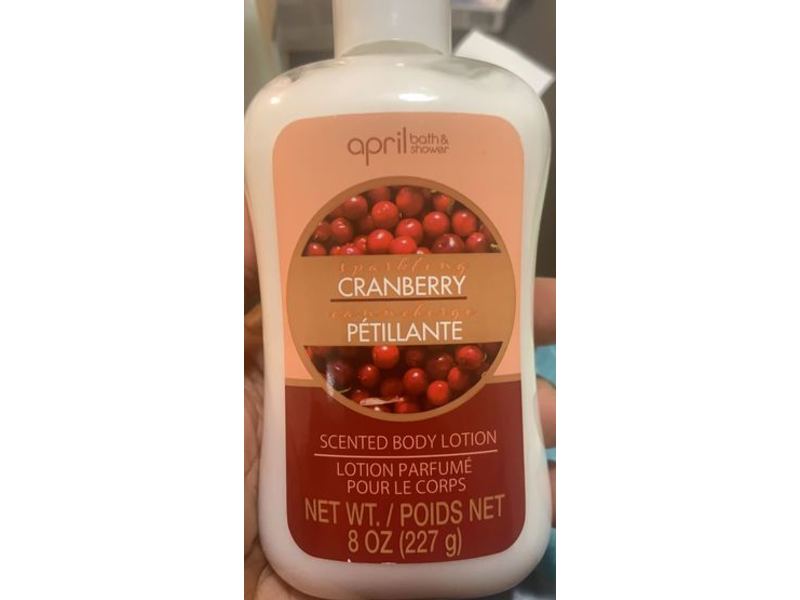 april bath & shower
sparkling
CRANBERRY
canneberge
PÉTILLANTE
SCENTED BODY LOTION
LOTION PARFUMÉ
POUR LE CORPS
NET WT. / POIDS NET
8 OZ (227 g)